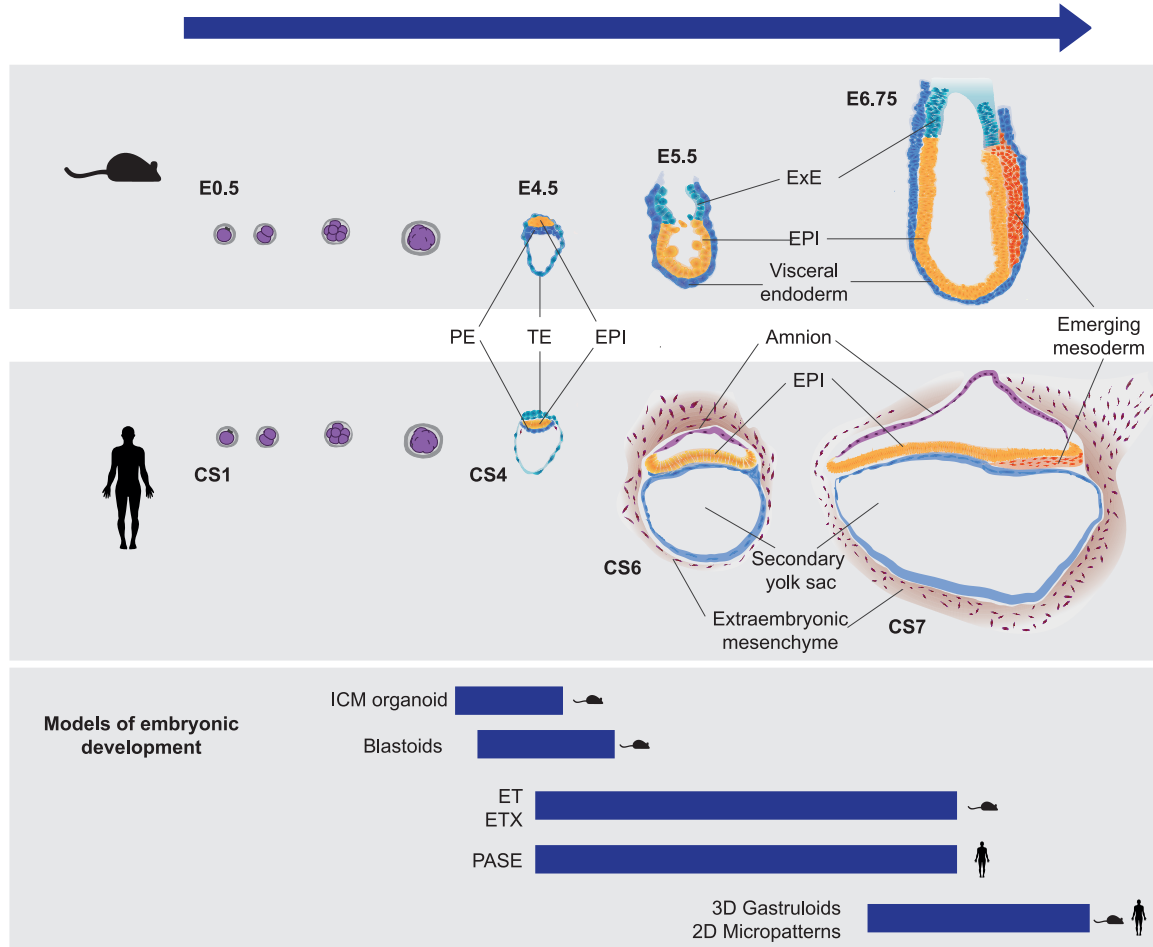 E6.75
E5.5
ExE
E0.5
E4.5
EPI
Visceral
endoderm
PE
TE
EPI
Amnion
Emerging
mesoderm
EPI
CS1
CS4
CS6
Secondary
yolk sac
Extraembryonic
mesenchyme
CS7
ICM organoid
Models of embryonic
development
Blastoids
ET
ETX
PASE
3D Gastruloids
2D Micropatterns